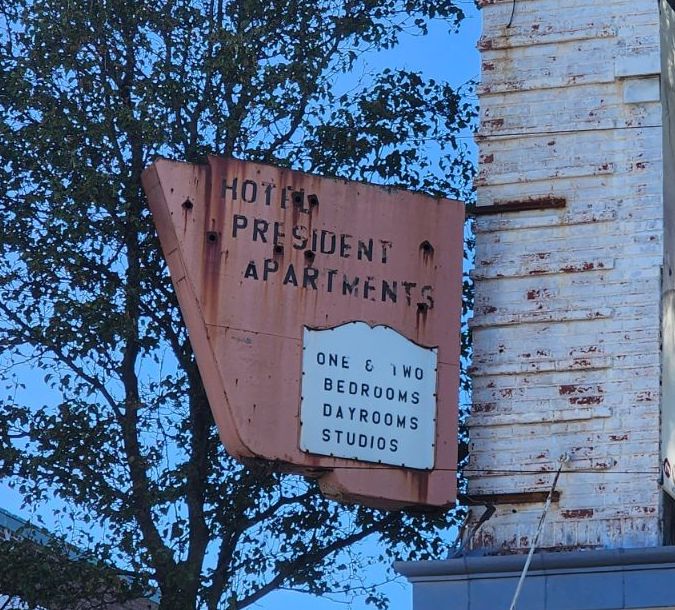 HOTEL
PRESIDENT
APARTMENTS
ONE & TWO
BEDROOMS
DAYROOMS
STUDIOS